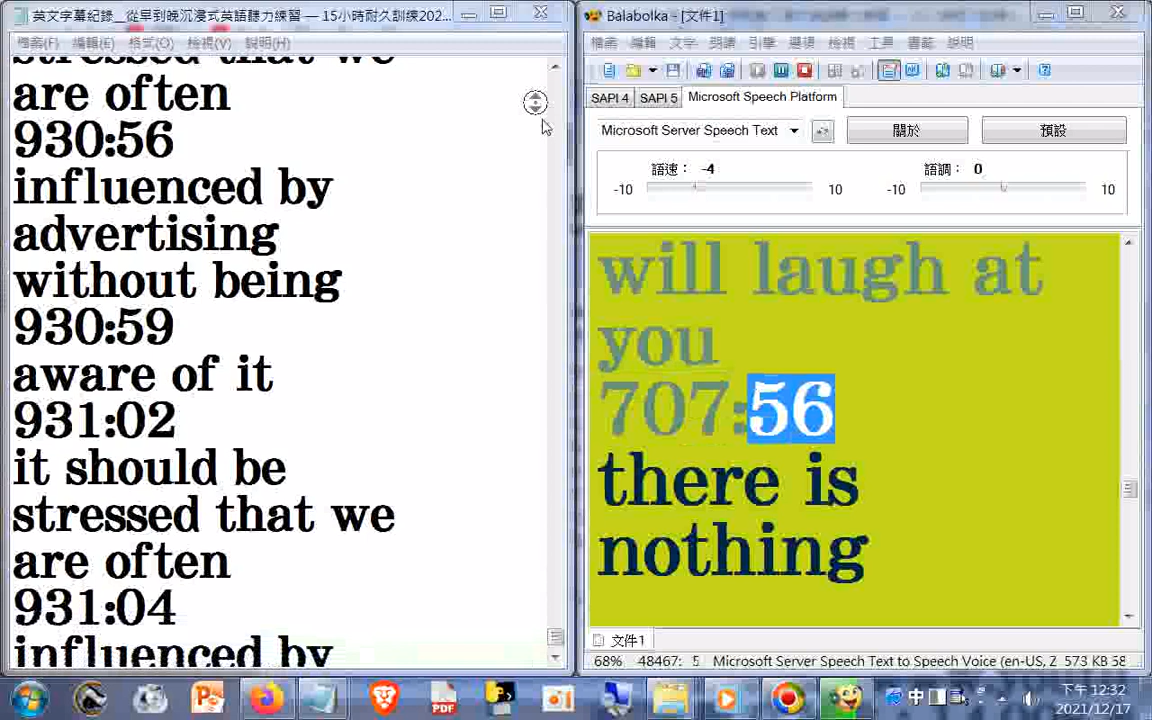 英文字幕紀錄__從早到晚沉浸式英語聽力練習 — 15小時耐久訓練202...
檔案(F) 編輯(E) 格式(O) 檢視(V) 說明(H)
stressed that we
are often
930:56
influenced by
advertising
without being
930:59
aware of it
931:02
it should be
stressed that we
are often
931:04
influenced by
Balabolka - [文件1]
檔案 編輯 文字 朗讀 引擎 選項 檢視 工具 書籤 說明
SAPI 4 SAPI 5 Microsoft Speech Platform
Microsoft Server Speech Text 關於 預設
語速： -4 語調： 0
-10 10 -10 10
will laugh at
you
707:56
there is
nothing
文件1
68% 48467: 5 Microsoft Server Speech Text to Speech Voice (en-US, Z 573 KB 58
PDF 中 下午 12:32
2021/12/17